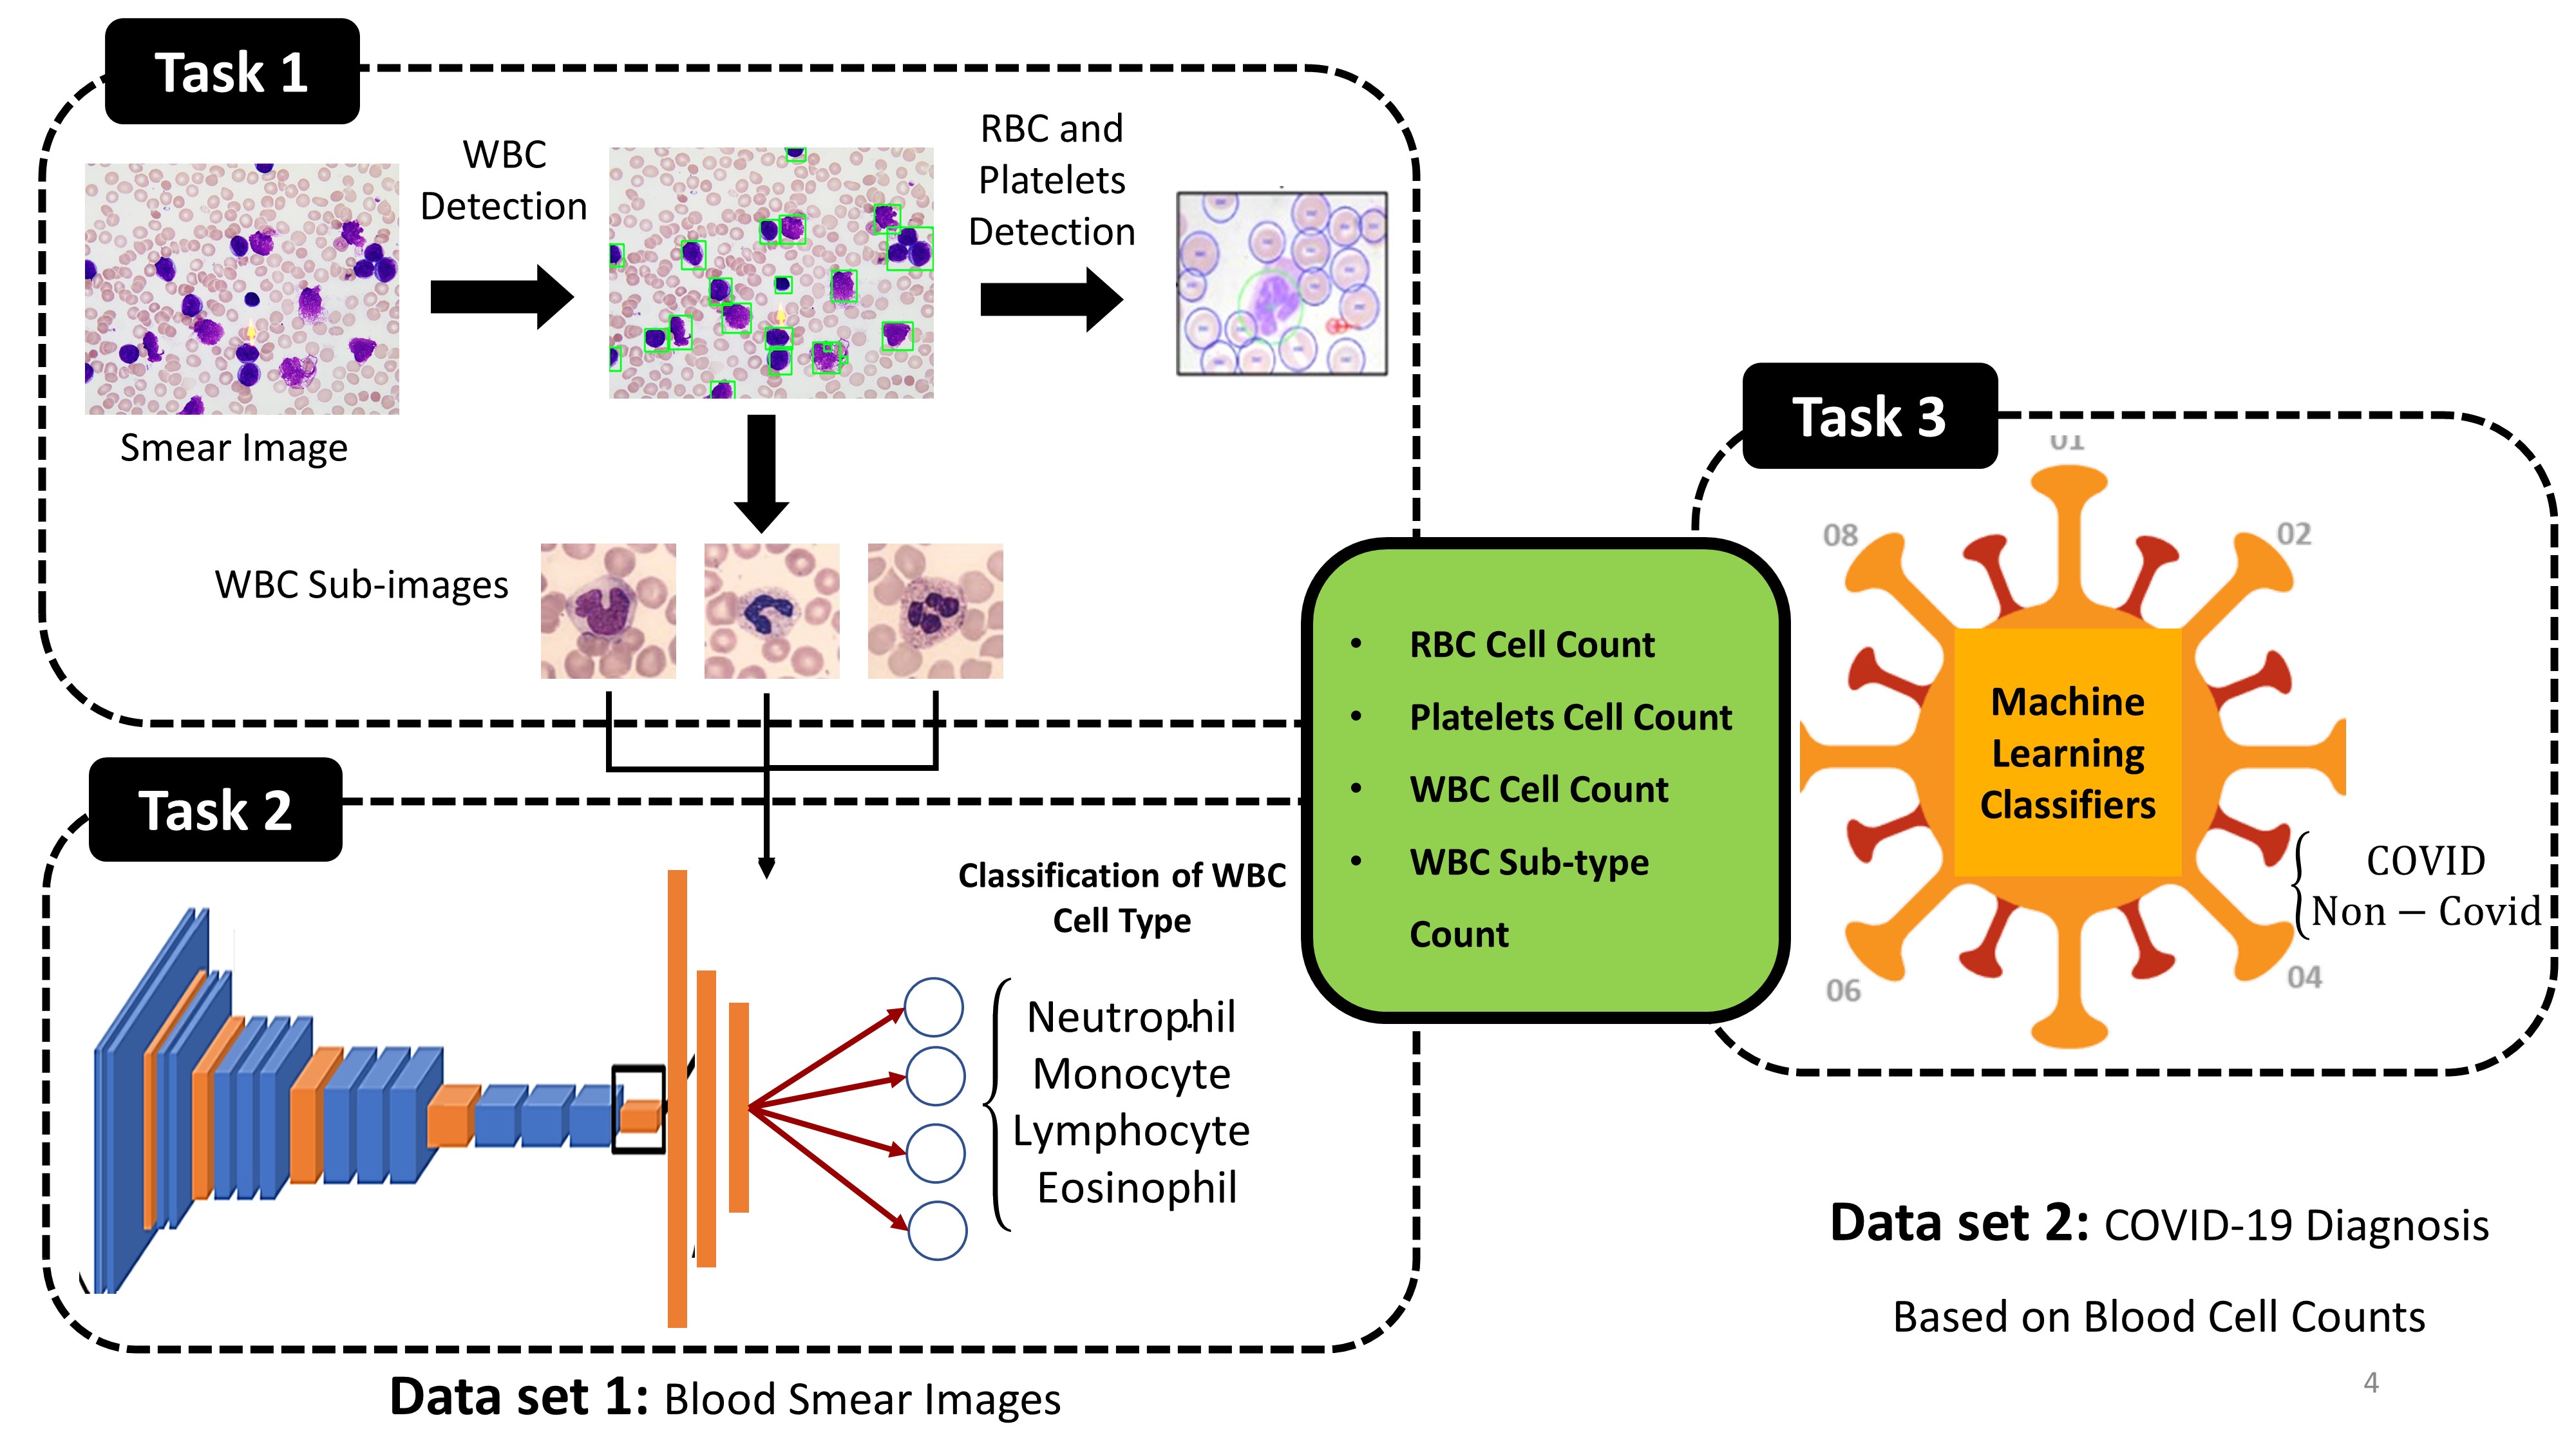 Task 1
WBC
Detection
RBC and
Platelets
Detection
Smear Image
WBC Sub-images
Task 2
Classification of WBC
Cell Type
Neutrophil
Monocyte
Lymphocyte
Eosinophil
Data set 1: Blood Smear Images
• RBC Cell Count
• Platelets Cell Count
• WBC Cell Count
• WBC Sub-type
Count
Task 3
01
08
02
Machine
Learning
Classifiers
COVID
Non − Covid
06
04
Data set 2: COVID-19 Diagnosis
Based on Blood Cell Counts
4